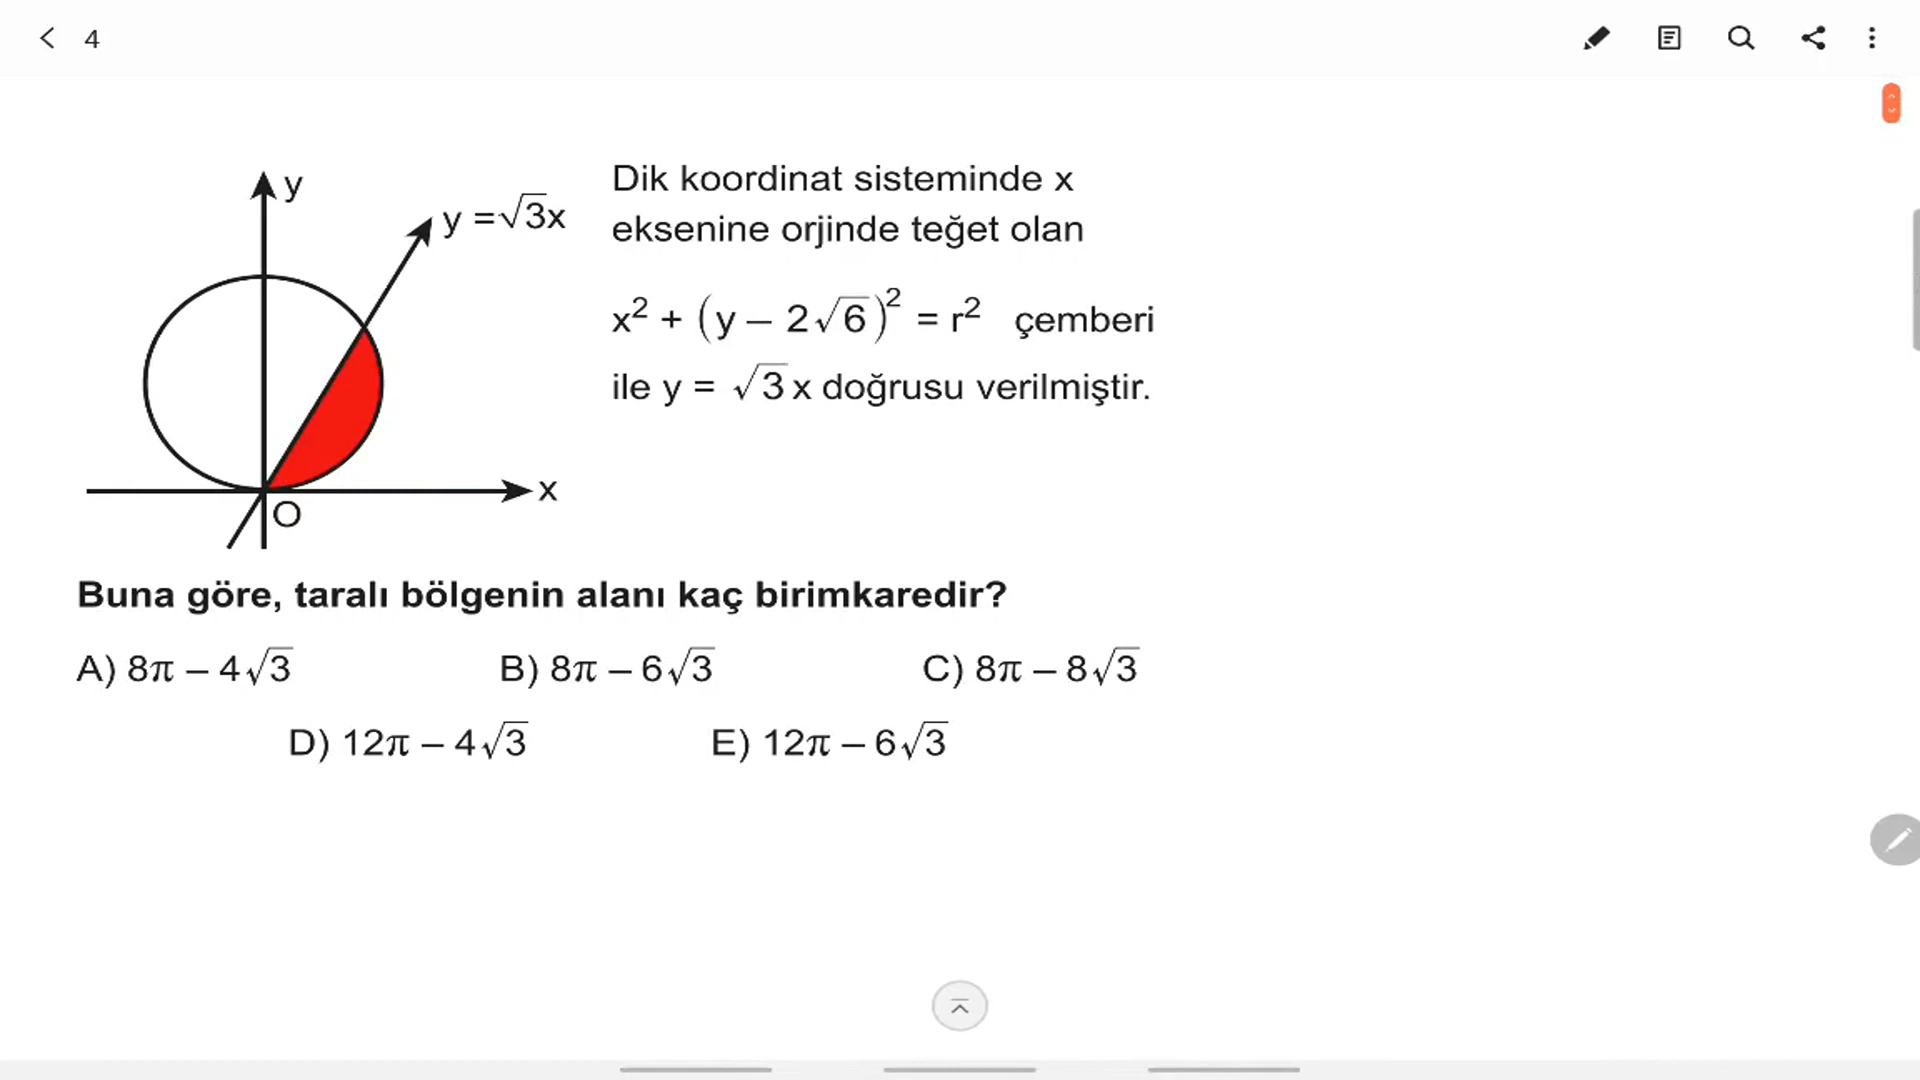 4
y
y = √3x
x
O
Dik koordinat sisteminde x
eksenine orjinde teğet olan
x² + (y – 2√6)² = r² çemberi
ile y = √3x doğrusu verilmiştir.
Buna göre, taralı bölgenin alanı kaç birimkaredir?
A) 8π – 4√3 B) 8π – 6√3 C) 8π – 8√3
D) 12π – 4√3 E) 12π – 6√3